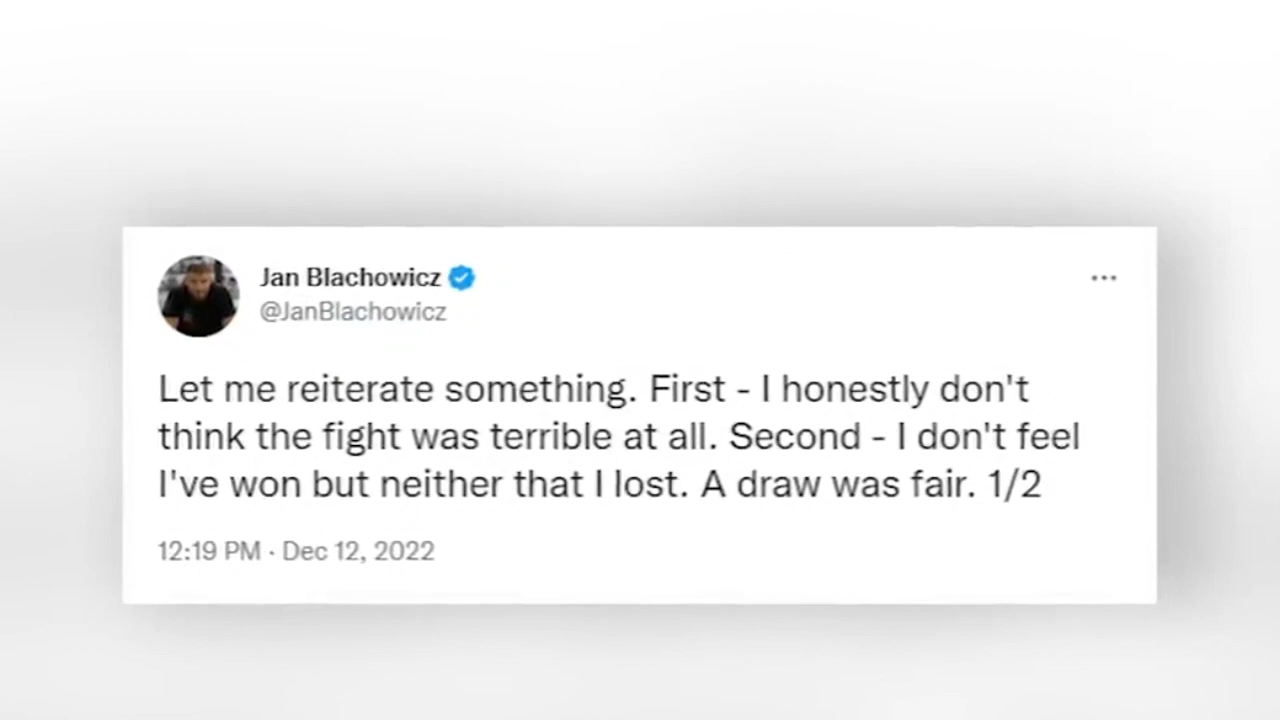 Jan Blachowicz
@JanBlachowicz
Let me reiterate something. First - I honestly don't
think the fight was terrible at all. Second - I don't feel
I've won but neither that I lost. A draw was fair. 1/2
12:19 PM · Dec 12, 2022